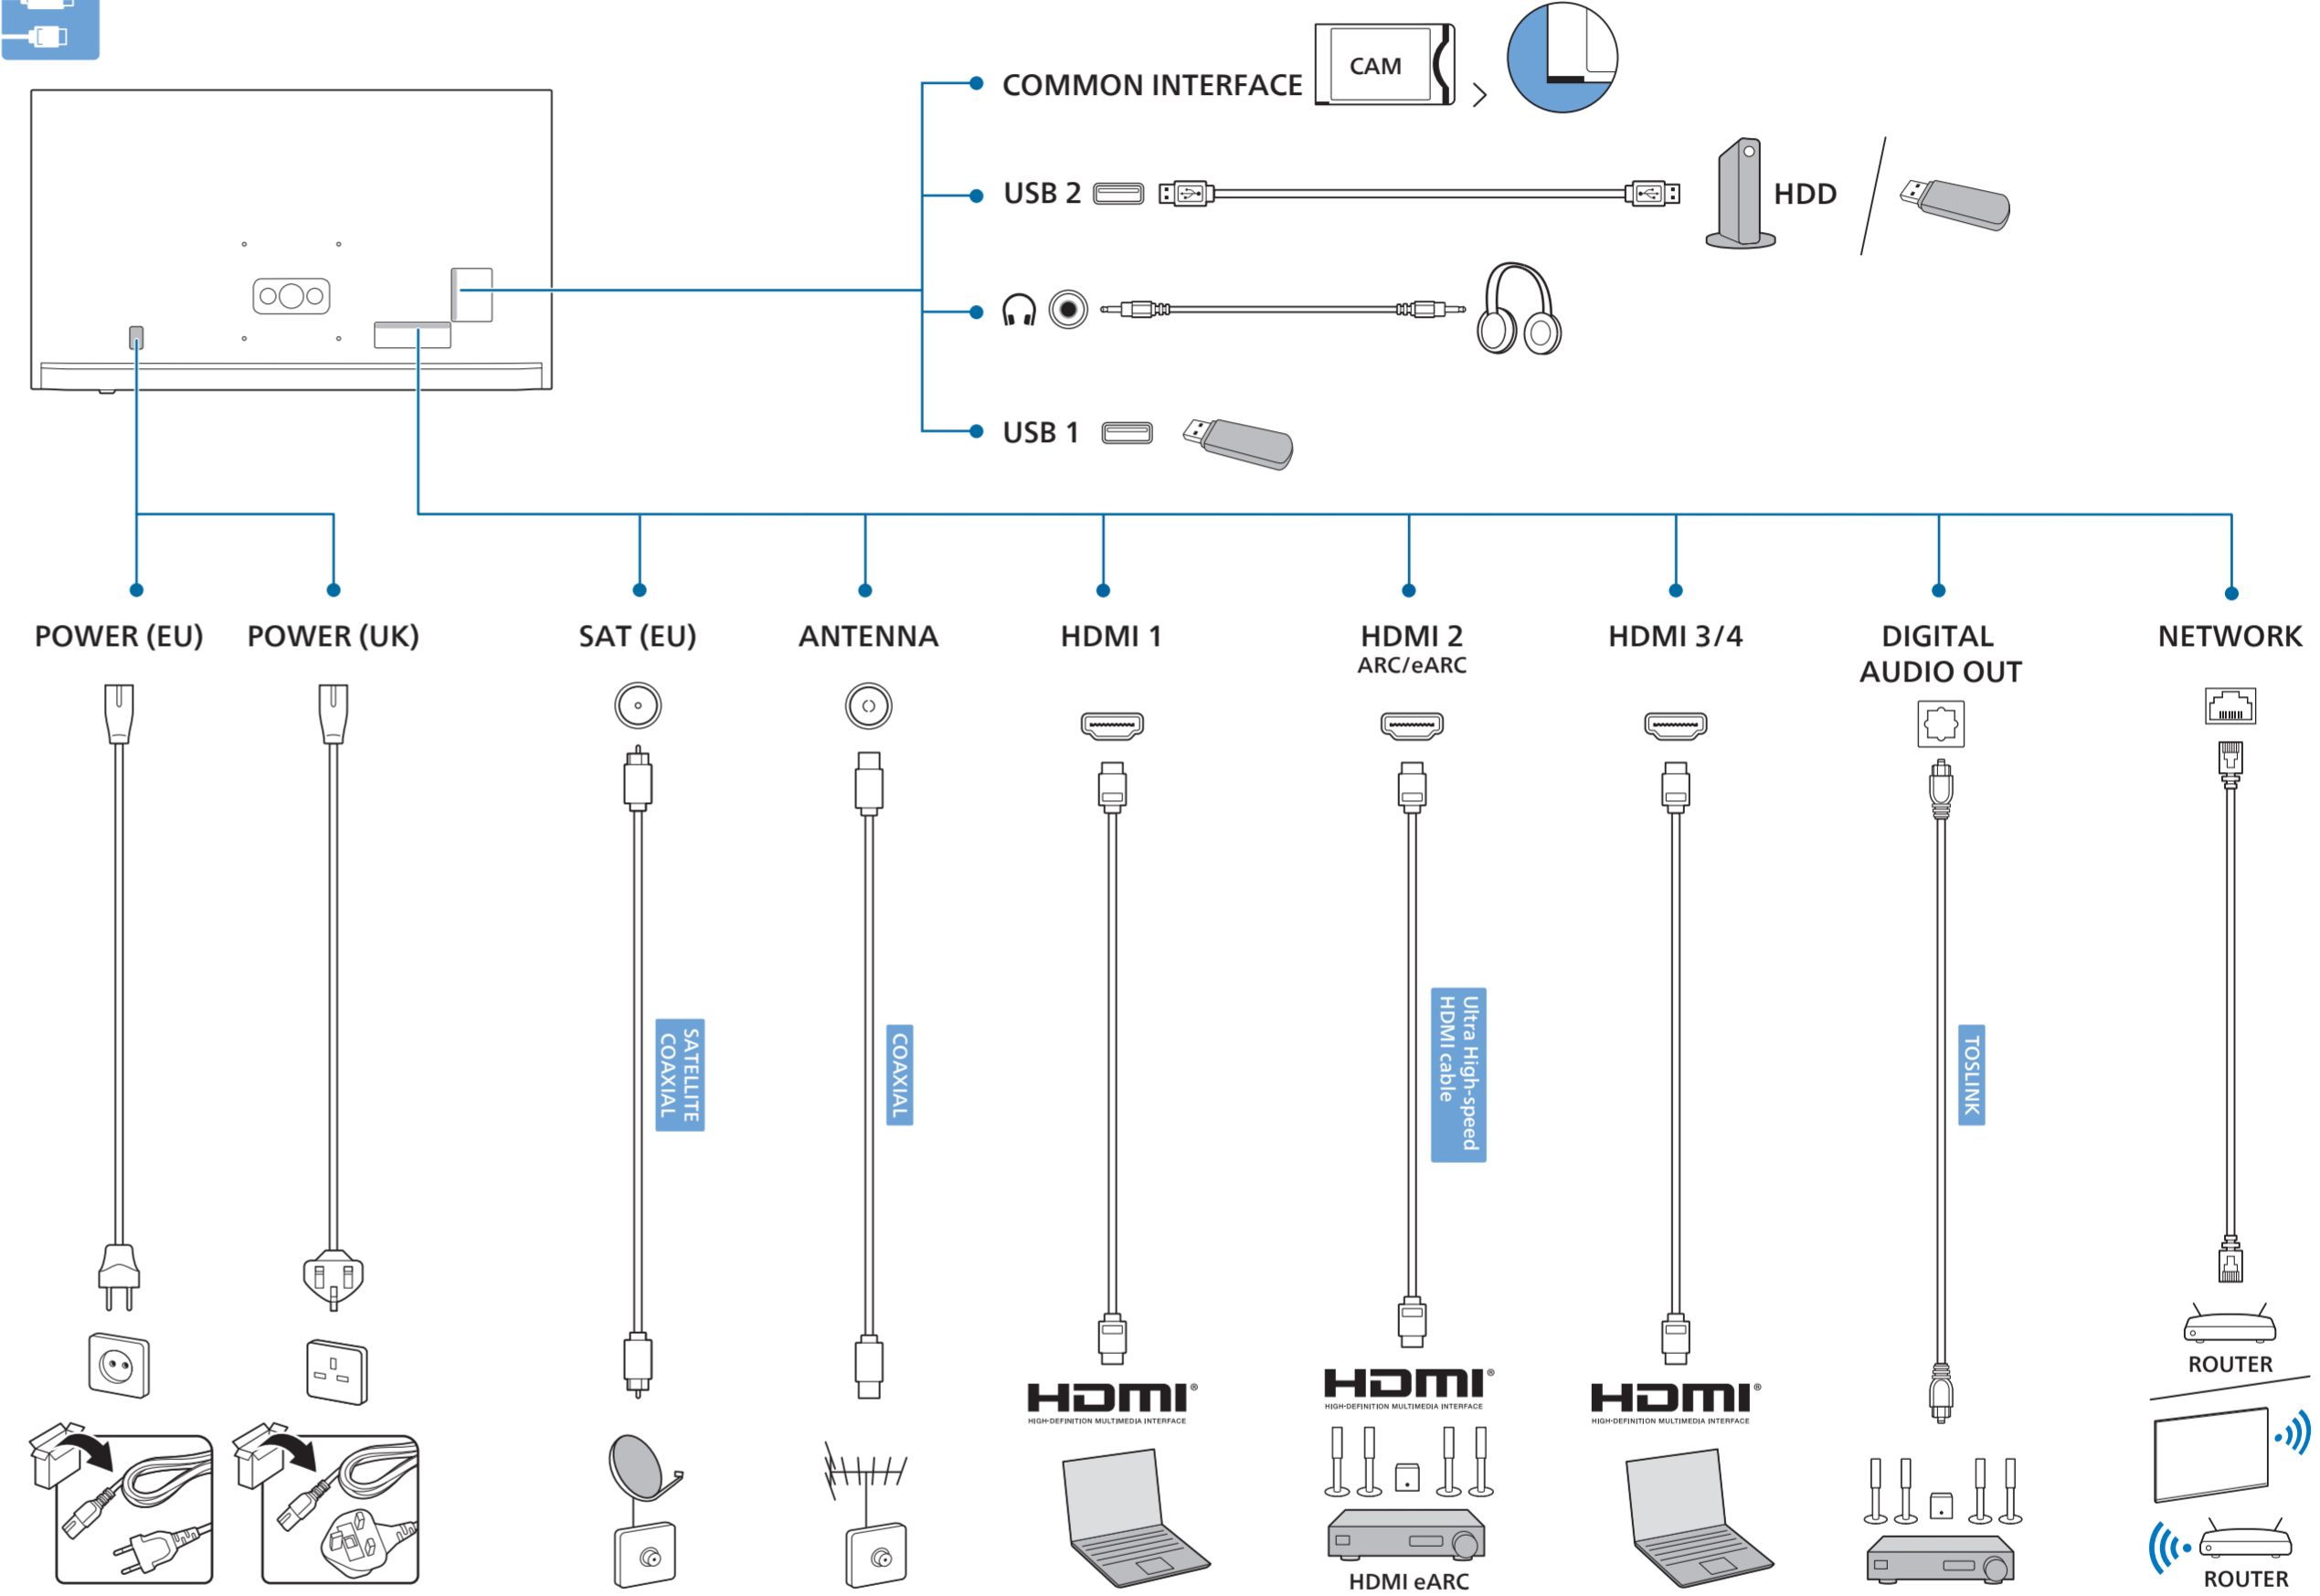 COMMON INTERFACE
CAM
USB 2
HDD
USB 1
POWER (EU)
POWER (UK)
SAT (EU)
ANTENNA
HDMI 1
HDMI 2
ARC/eARC
HDMI 3/4
DIGITAL
AUDIO OUT
NETWORK
SATELLITE
COAXIAL
COAXIAL
Ultra High-speed
HDMI cable
TOSLINK
HDMI®
HIGH-DEFINITION MULTIMEDIA INTERFACE
HDMI®
HIGH-DEFINITION MULTIMEDIA INTERFACE
HDMI®
HIGH-DEFINITION MULTIMEDIA INTERFACE
ROUTER
HDMI eARC
ROUTER